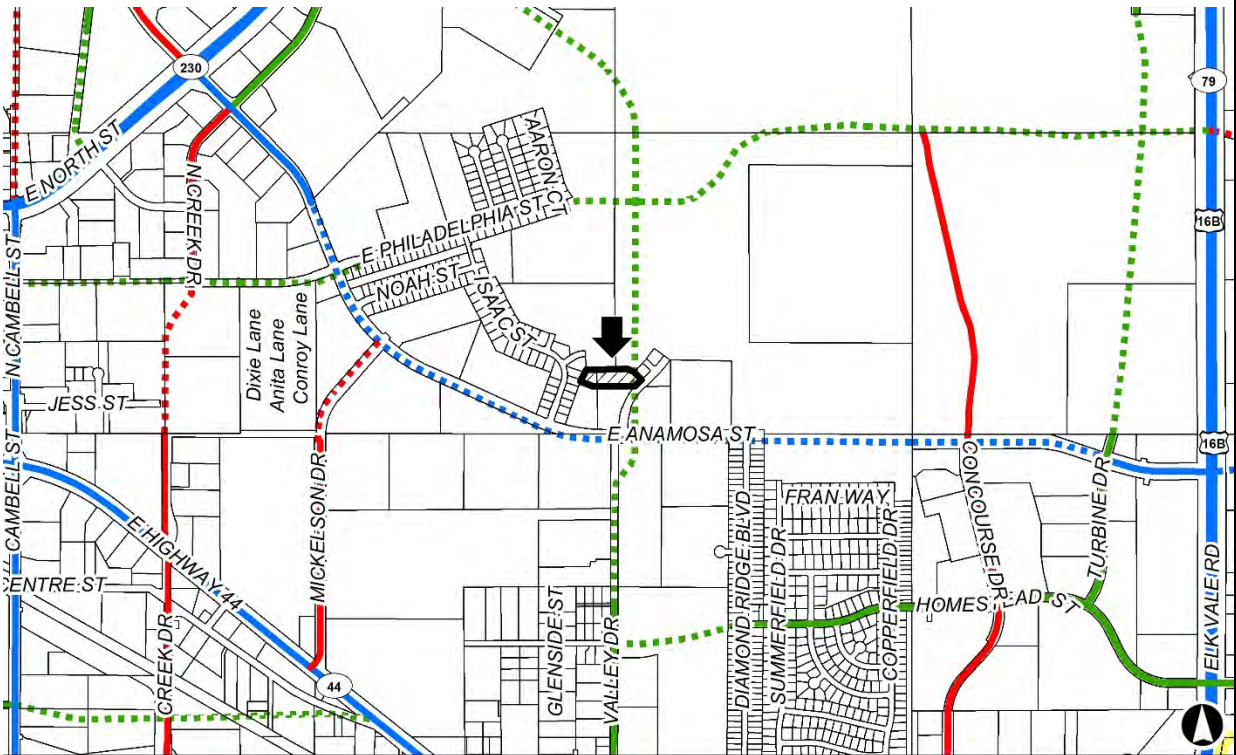 230
79
E NORTH ST
N CREEK DR
AARON CT
E PHILADELPHIA ST
16B
N CAMBELL ST
NOAH ST
ISAAC ST
Dixie Lane
Anita Lane
Conroy Lane
JESS ST
E ANAMOSA ST
16B
CAMBELL ST
E HIGHWAY 44
MICKELSON DR
FRAN WAY
CONCOURSE DR
TURBINE DR
CENTRE ST
CREEK DR
GLENSIDE ST
VALLEY DR
DIAMOND RIDGE BLVD
SUMMERFIELD DR
COPPERFIELD DR
HOMESTEAD ST
ELK VALE RD
44